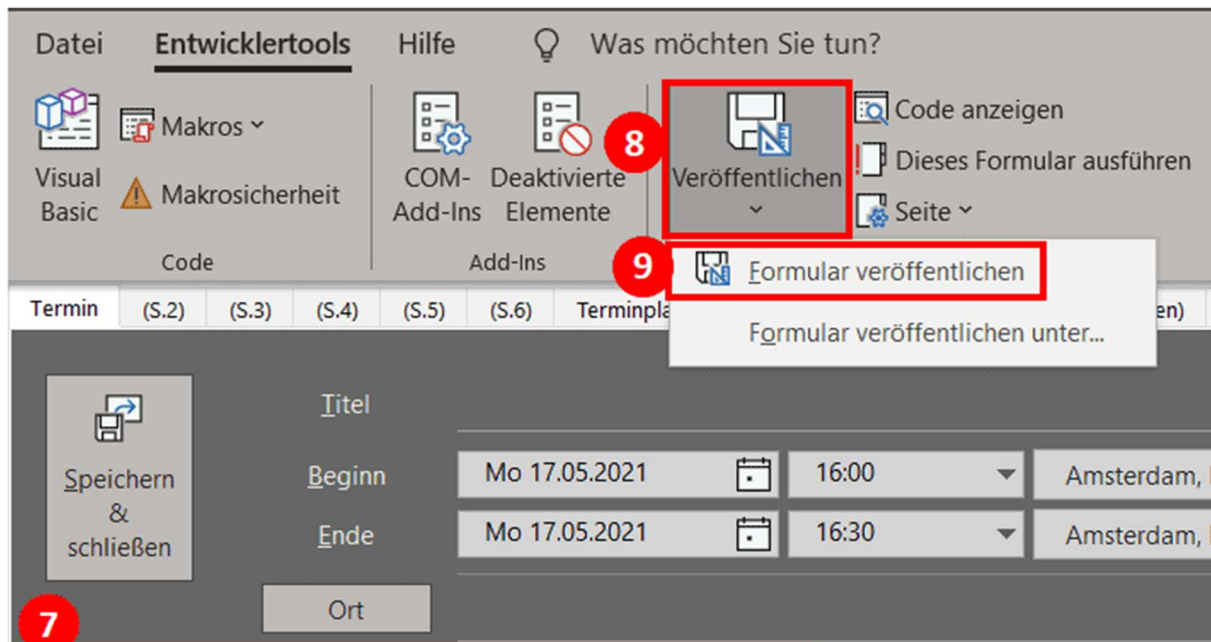 Datei Entwicklertools Hilfe Was möchten Sie tun?
Visual Basic
Makros
Makrosicherheit
Code
COM-
Add-Ins
Deaktivierte
Elemente
Add-Ins
8
Veröffentlichen
Code anzeigen
Dieses Formular ausführen
Seite
9
Formular veröffentlichen
Formular veröffentlichen unter...
Termin (S.2) (S.3) (S.4) (S.5) (S.6)
Speichern
&
schließen
Titel
Beginn Mo 17.05.2021 16:00 Amsterdam,
Ende Mo 17.05.2021 16:30 Amsterdam,
Ort
7